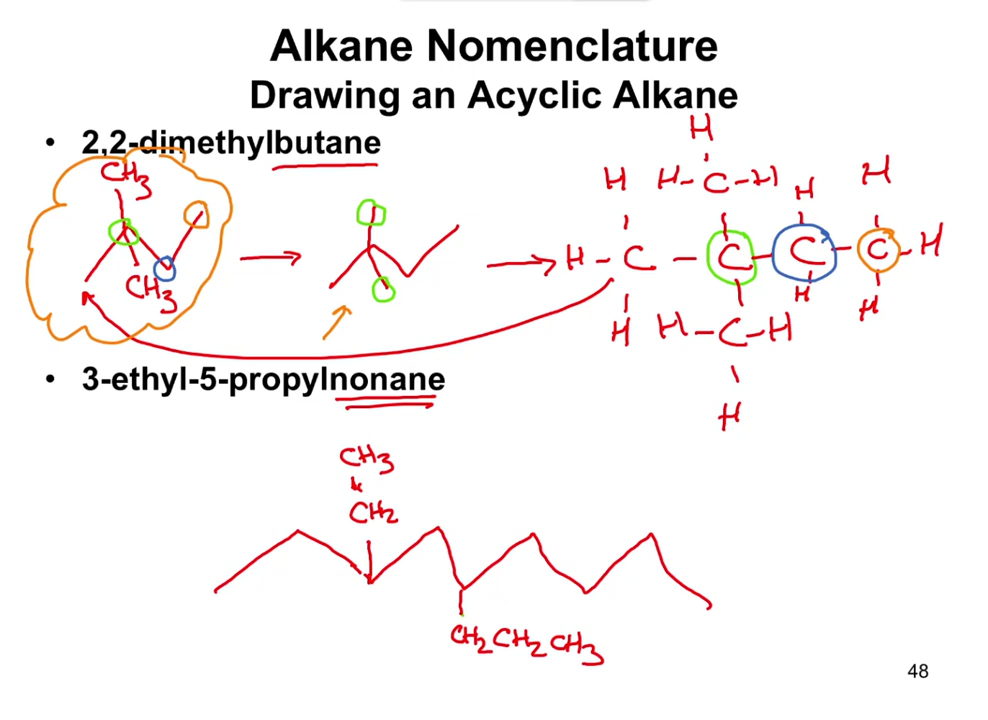 Alkane Nomenclature
Drawing an Acyclic Alkane
• 2,2-dimethylbutane
CH3
CH3
H
H H-C-H H H
H-C-C-C-C-H
H H-C-H H H
H
• 3-ethyl-5-propylnonane
CH3
CH2
CH2CH2CH3
48